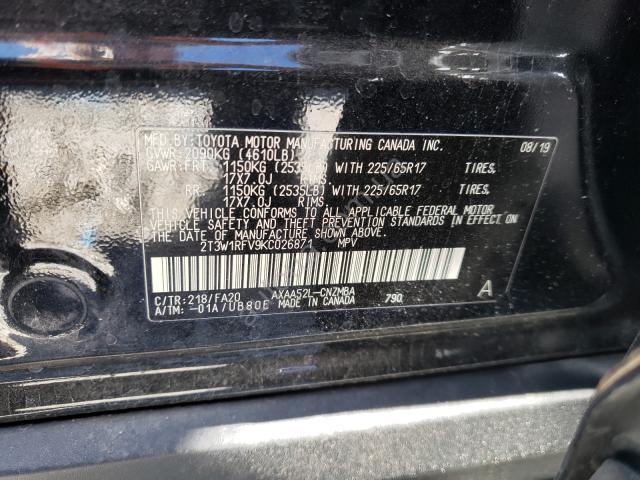 MFD.BY:TOYOTA MOTOR MANUFACTURING CANADA INC. 08/19
GVWR: 2090KG (4610LB)
GAWR:FRT. 1150KG (2535LB) WITH 225/65R17 TIRES,
17X7.0J RIMS
RR. 1150KG (2535LB) WITH 225/65R17 TIRES,
17X7.0J RIMS
THIS VEHICLE CONFORMS TO ALL APPLICABLE FEDERAL MOTOR
VEHICLE SAFETY AND THEFT PREVENTION STANDARDS IN EFFECT
ON THE DATE OF MANUFACTURE SHOWN ABOVE.
2T3W1RFV9KC026871 MPV
C/TR:218/FA20 AXAA52L-CNZMBA 790. A
A/TM: -01A/UB80E MADE IN CANADA